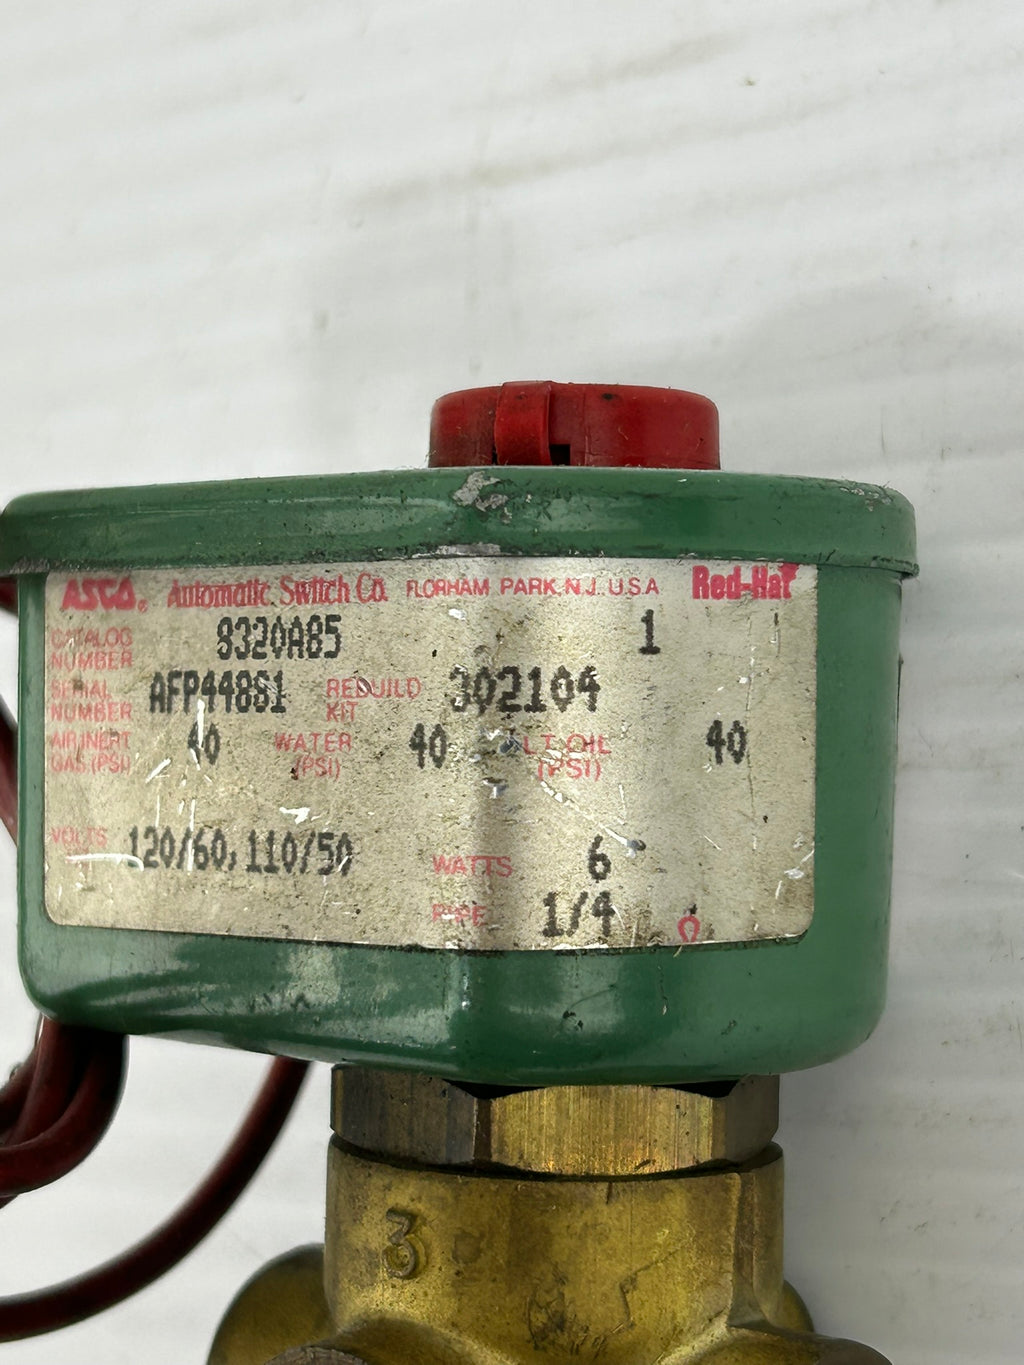 ASCO® Automatic Switch Co. FLORHAM PARK, N.J. U.S.A Red-Hat
CATALOG NUMBER 8320A85 1
SERIAL NUMBER AFP44881 REBUILD KIT 302104
AIR, INERT GAS (PSI) 40 WATER (PSI) 40 LT. OIL (PSI) 40
VOLTS 120/60, 110/50 WATTS 6
PIPE 1/4
3